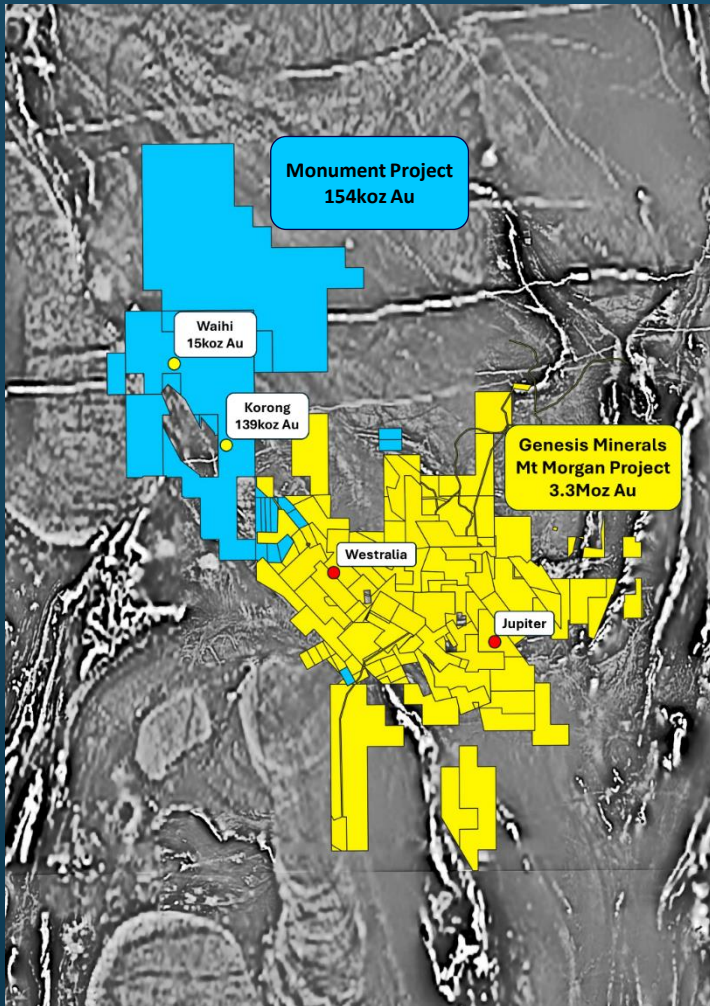 Monument Project
154koz Au
Waihi
15koz Au
Korong
139koz Au
Genesis Minerals
Mt Morgan Project
3.3Moz Au
Westralia
Jupiter